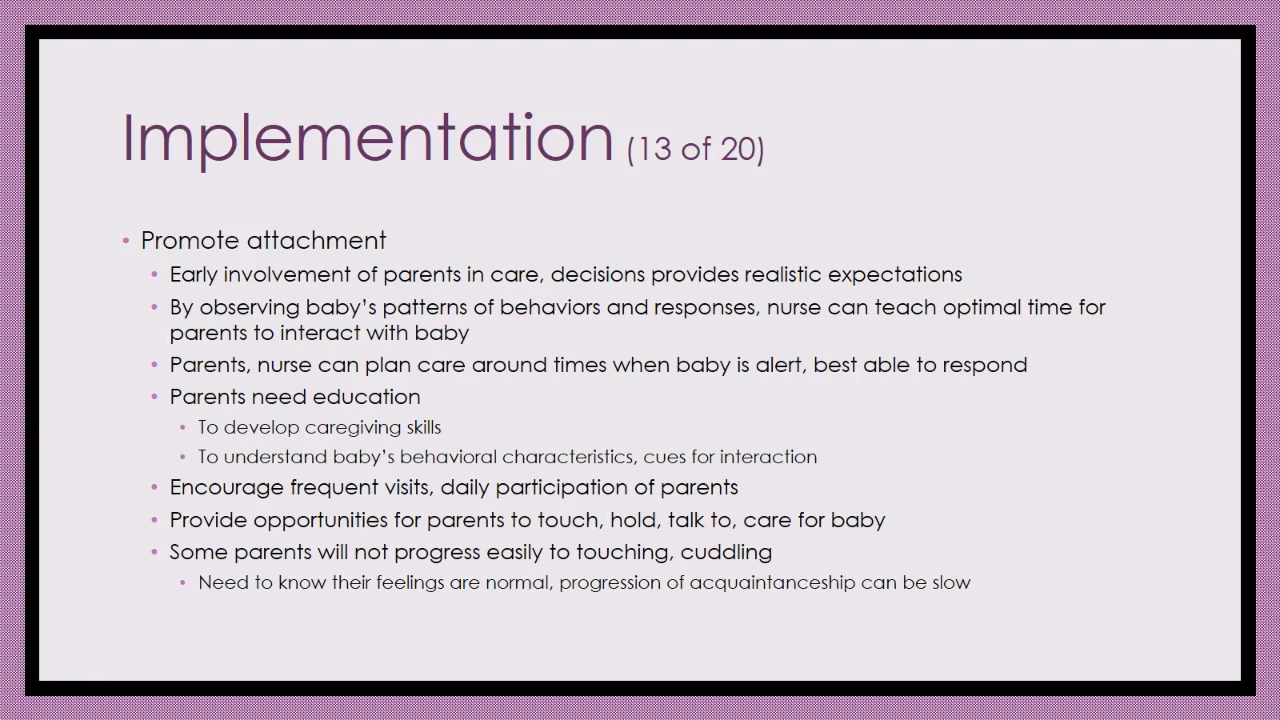 Implementation (13 of 20)
• Promote attachment
• Early involvement of parents in care, decisions provides realistic expectations
• By observing baby’s patterns of behaviors and responses, nurse can teach optimal time for
parents to interact with baby
• Parents, nurse can plan care around times when baby is alert, best able to respond
• Parents need education
• To develop caregiving skills
• To understand baby’s behavioral characteristics, cues for interaction
• Encourage frequent visits, daily participation of parents
• Provide opportunities for parents to touch, hold, talk to, care for baby
• Some parents will not progress easily to touching, cuddling
• Need to know their feelings are normal, progression of acquaintanceship can be slow